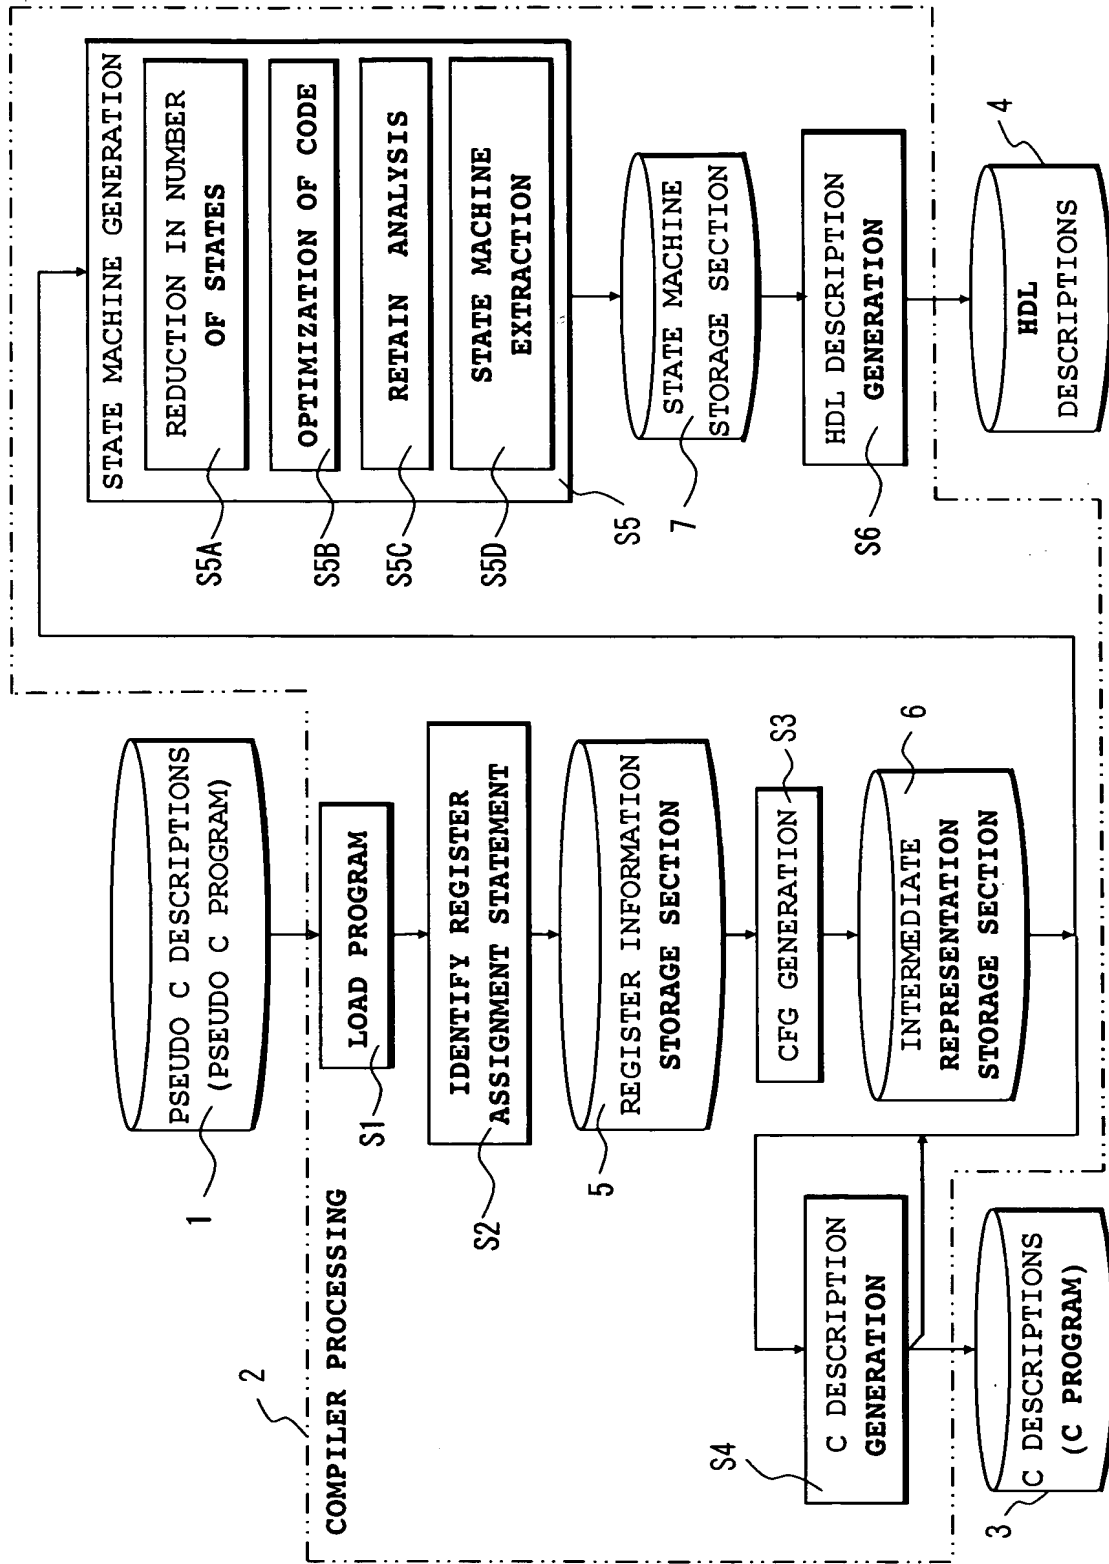 1
PSEUDO C DESCRIPTIONS
(PSEUDO C PROGRAM)
2
COMPILER PROCESSING
S1
LOAD PROGRAM
S2
IDENTIFY REGISTER
ASSIGNMENT STATEMENT
5
REGISTER INFORMATION
STORAGE SECTION
CFG GENERATION
S3
6
INTERMEDIATE
REPRESENTATION
STORAGE SECTION
S4
C DESCRIPTION
GENERATION
3
C DESCRIPTIONS
(C PROGRAM)
STATE MACHINE GENERATION
S5A
REDUCTION IN NUMBER
OF STATES
S5B
OPTIMIZATION OF CODE
S5C
RETAIN ANALYSIS
S5D
STATE MACHINE
EXTRACTION
S5
7
STATE MACHINE
STORAGE SECTION
S6
HDL DESCRIPTION
GENERATION
4
HDL
DESCRIPTIONS